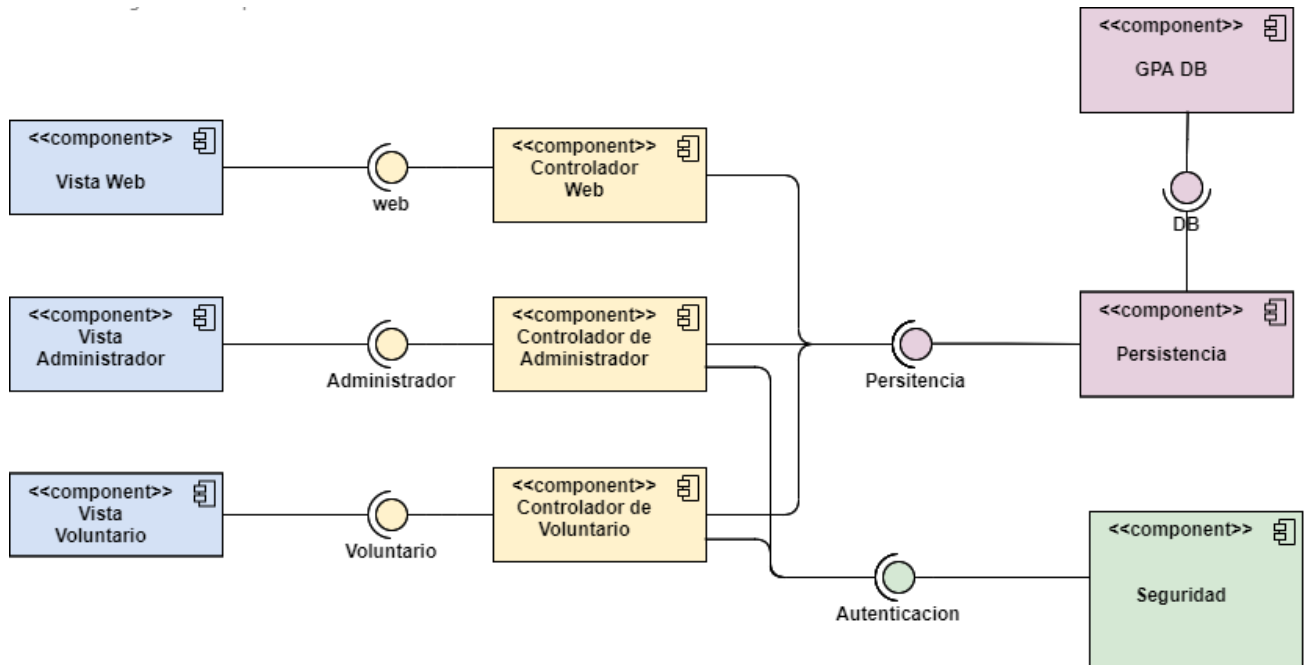 <<component>>
GPA DB
<<component>>
Vista Web
web
<<component>>
Controlador
Web
DB
<<component>>
Vista
Administrador
Administrador
<<component>>
Controlador de
Administrador
Persitencia
<<component>>
Persistencia
<<component>>
Vista
Voluntario
Voluntario
<<component>>
Controlador de
Voluntario
Autenticacion
<<component>>
Seguridad